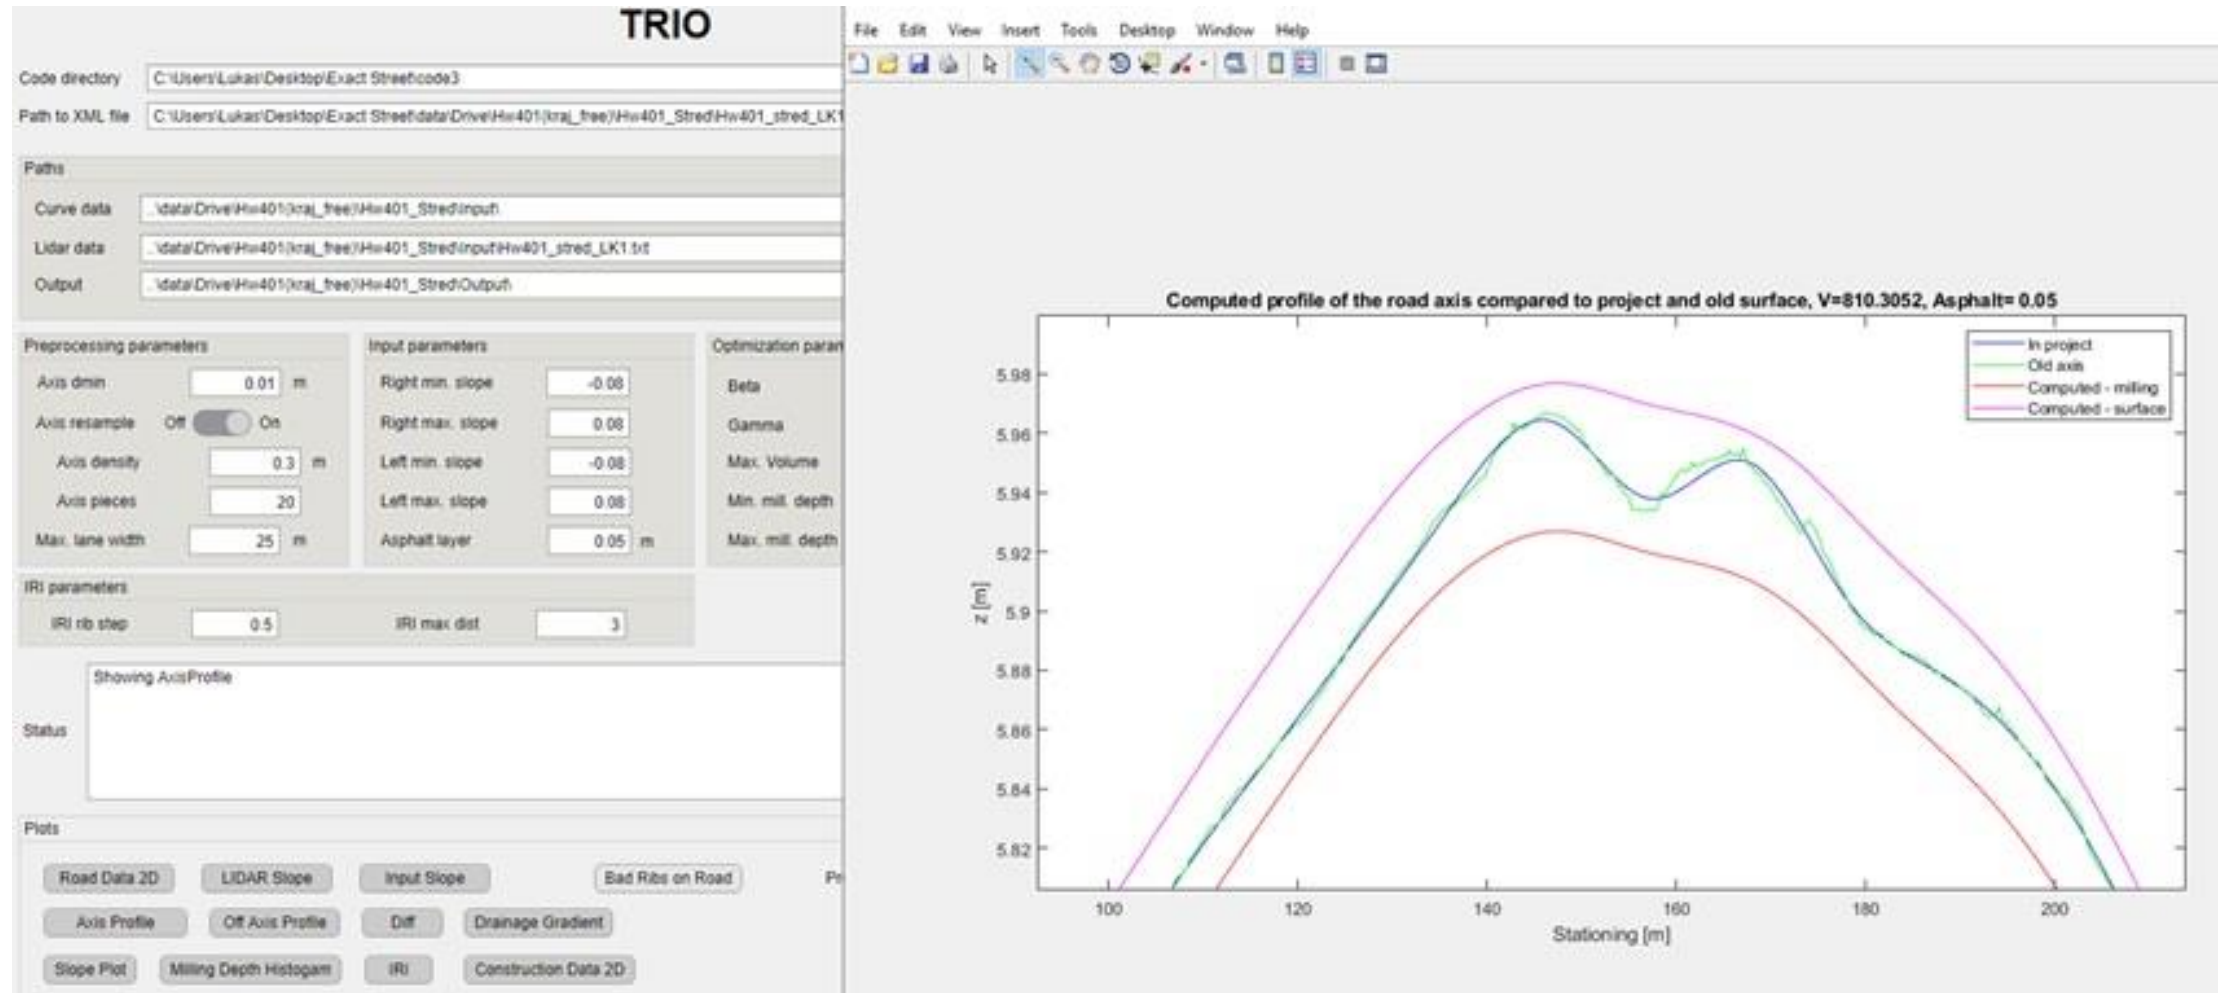 TRIO
Code directory C:\Users\Lukas\Desktop\Exact Street\code3
Path to XML file C:\Users\Lukas\Desktop\Exact Street\data\Drive\Hw401(kraj_free)\Hw401_Stred\Hw401_stred_LK1
Paths
Curve data ..\data\Drive\Hw401(kraj_free)\Hw401_Stred\Input\
Lidar data ..\data\Drive\Hw401(kraj_free)\Hw401_Stred\Input\Hw401_stred_LK1.txt
Output ..\data\Drive\Hw401(kraj_free)\Hw401_Stred\Output\
Preprocessing parameters
Axis dmin 0.01 m
Axis resample Off On
Axis density 0.3 m
Axis pieces 20
Max. lane width 25 m
Input parameters
Right min. slope -0.08
Right max. slope 0.08
Left min. slope -0.08
Left max. slope 0.08
Asphalt layer 0.05 m
Optimization param
Beta
Gamma
Max. Volume
Min. mill. depth
Max. mill. depth
IRI parameters
IRI rib step 0.5 IRI max dist 3
Status
Showing AxisProfile
Plots
Road Data 2D LIDAR Slope Input Slope Bad Ribs on Road Pr
Axis Profile Off Axis Profile Diff Drainage Gradient
Slope Plot Milling Depth Histogam IRI Construction Data 2D
File Edit View Insert Tools Desktop Window Help
Computed profile of the road axis compared to project and old surface, V=810.3052, Asphalt= 0.05
In project
Old axis
Computed - milling
Computed - surface
z [m]
5.98
5.96
5.94
5.92
5.9
5.88
5.86
5.84
5.82
100 120 140 160 180 200
Stationing [m]